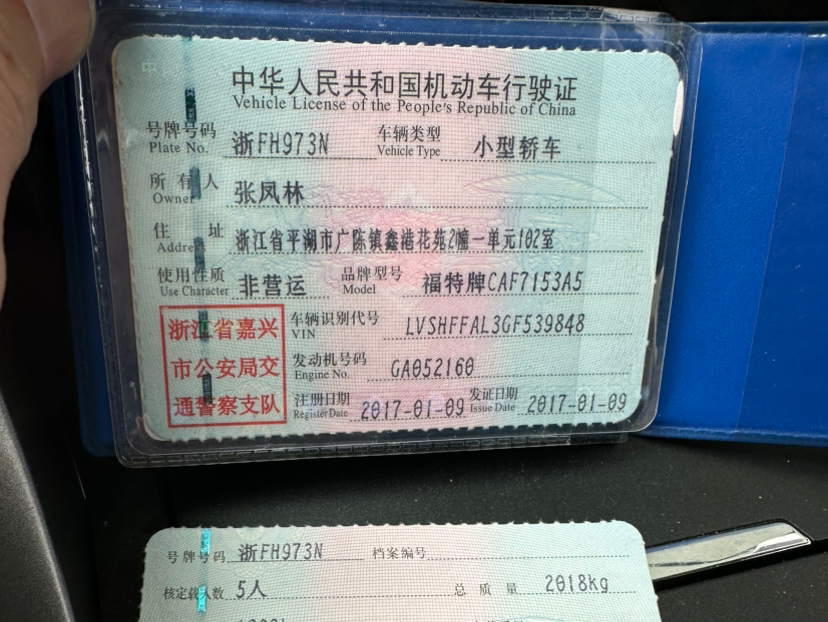 中华人民共和国机动车行驶证
Vehicle License of the People's Republic of China
号牌号码 浙FH973N 车辆类型 小型轿车
Plate No. Vehicle Type
所有人 张凤林
Owner
住址 浙江省平湖市广陈镇鑫港花苑2幢一单元102室
Address
使用性质 非营运 品牌型号 福特牌CAF7153A5
Use Character Model
浙江省嘉兴
市公安局交
通警察支队
车辆识别代号 LVSHFFAL3GF539848
VIN
发动机号码 GA052160
Engine No.
注册日期 2017-01-09 发证日期 2017-01-09
Register Date Issue Date
号牌号码 浙FH973N 档案编号
核定载人数 5人 总质量 2018kg